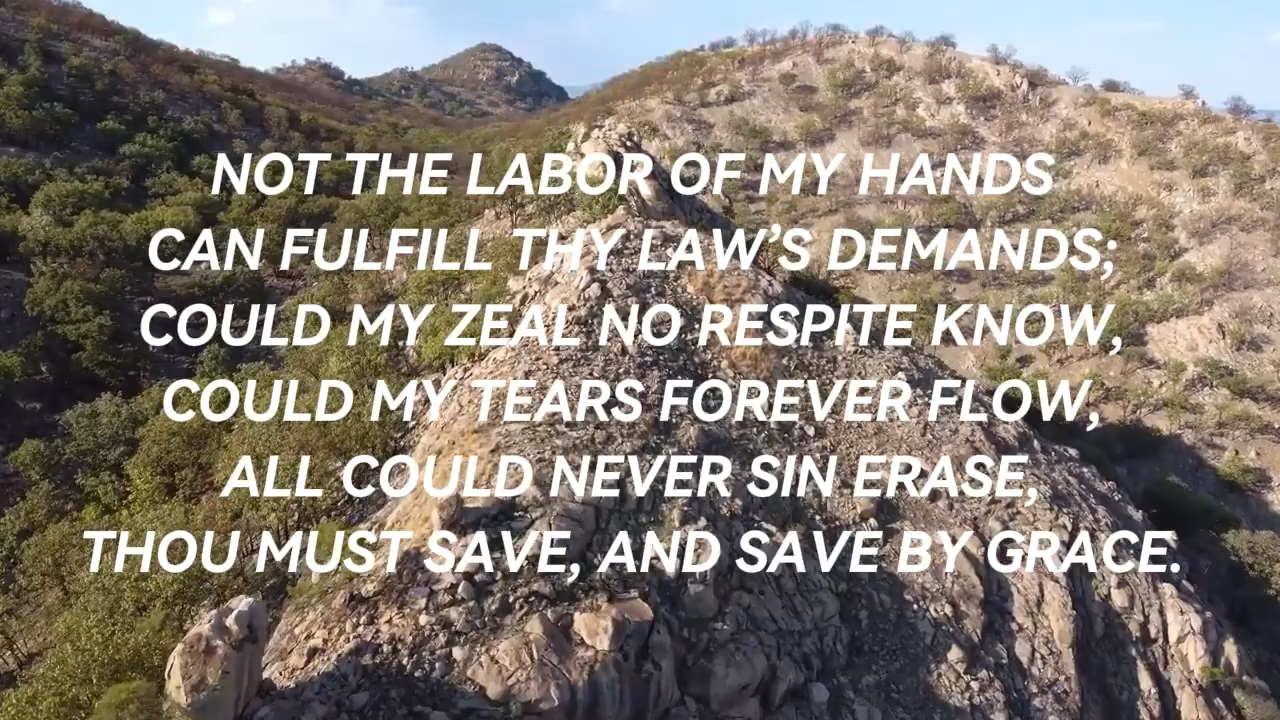 NOT THE LABOR OF MY HANDS
CAN FULFILL THY LAW’S DEMANDS;
COULD MY ZEAL NO RESPITE KNOW,
COULD MY TEARS FOREVER FLOW,
ALL COULD NEVER SIN ERASE,
THOU MUST SAVE, AND SAVE BY GRACE.